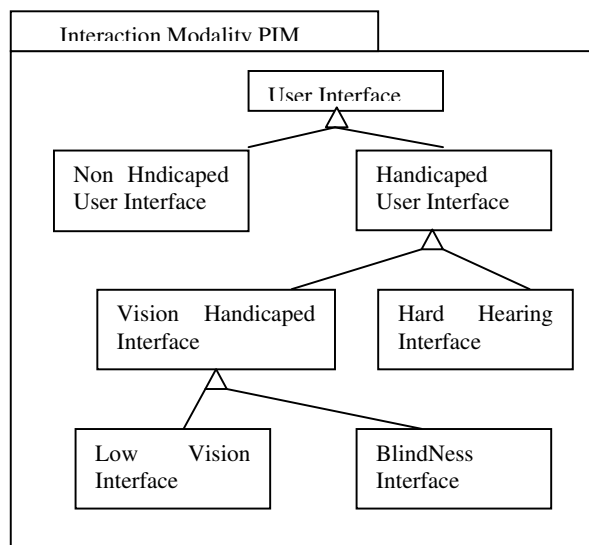 Interaction Modality PIM
User Interface
Non Hndicaped
User Interface
Handicaped
User Interface
Vision Handicaped
Interface
Hard Hearing
Interface
Low Vision
Interface
BlindNess
Interface